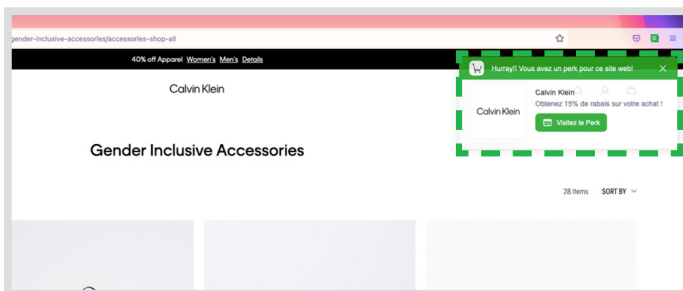 gender-inclusive-accessories/accessories-shop-all
40% off Apparel Women's Men's Details
Hurray!! Vous avez un perk pour ce site web!
Calvin Klein
Calvin Klein
Obtenez 15% de rabais sur votre achat !
Calvin Klein
Visitez le Perk
Gender Inclusive Accessories
28 Items SORT BY